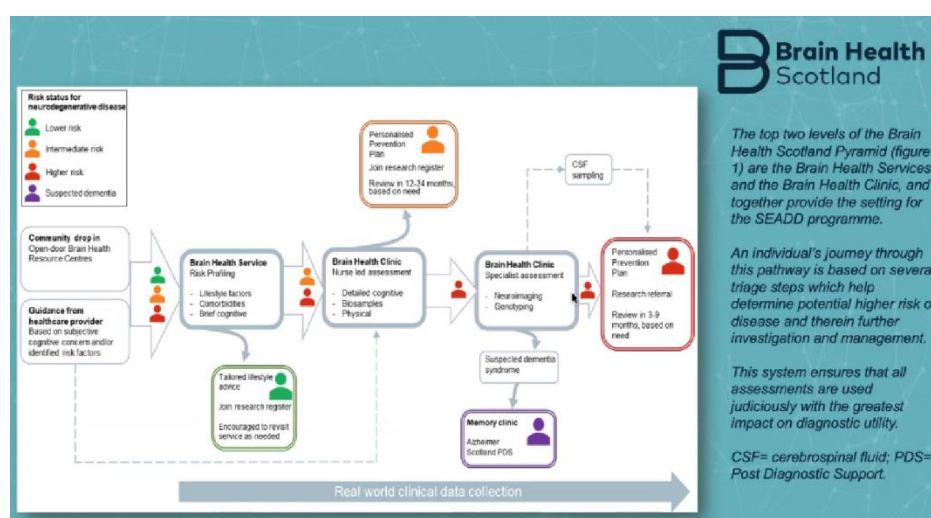 Brain Health
Scotland
Risk status for
neurodegenerative disease
Lower risk
Intermediate risk
Higher risk
Suspected dementia
Community drop in
Open-door Brain Health
Resource Centres
Guidance from
healthcare provider
Based on subjective
cognitive concern and/or
identified risk factors
Brain Health Service
Risk Profiling
- Lifestyle factors
- Comorbidities
- Brief cognitive
Tailored lifestyle
advice
Join research register
Encouraged to revisit
service as needed
Personalised
Prevention
Plan
Join research register
Review in 12-24 months,
based on need
Brain Health Clinic
Nurse led assessment
- Detailed cognitive
- Biosamples
- Physical
Brain Health Clinic
Specialist assessment
- Neuroimaging
- Genotyping
CSF
sampling
Suspected dementia
syndrome
Memory clinic
Alzheimer
Scotland PDS
Personalised
Prevention
Plan
Research referral
Review in 3-9
months, based on
need
Real world clinical data collection
The top two levels of the Brain
Health Scotland Pyramid (figure
1) are the Brain Health Services
and the Brain Health Clinic, and
together provide the setting for
the SEADD programme.
An individual's journey through
this pathway is based on several
triage steps which help
determine potential higher risk of
disease and therein further
investigation and management.
This system ensures that all
assessments are used
judiciously with the greatest
impact on diagnostic utility.
CSF= cerebrospinal fluid; PDS=
Post Diagnostic Support.